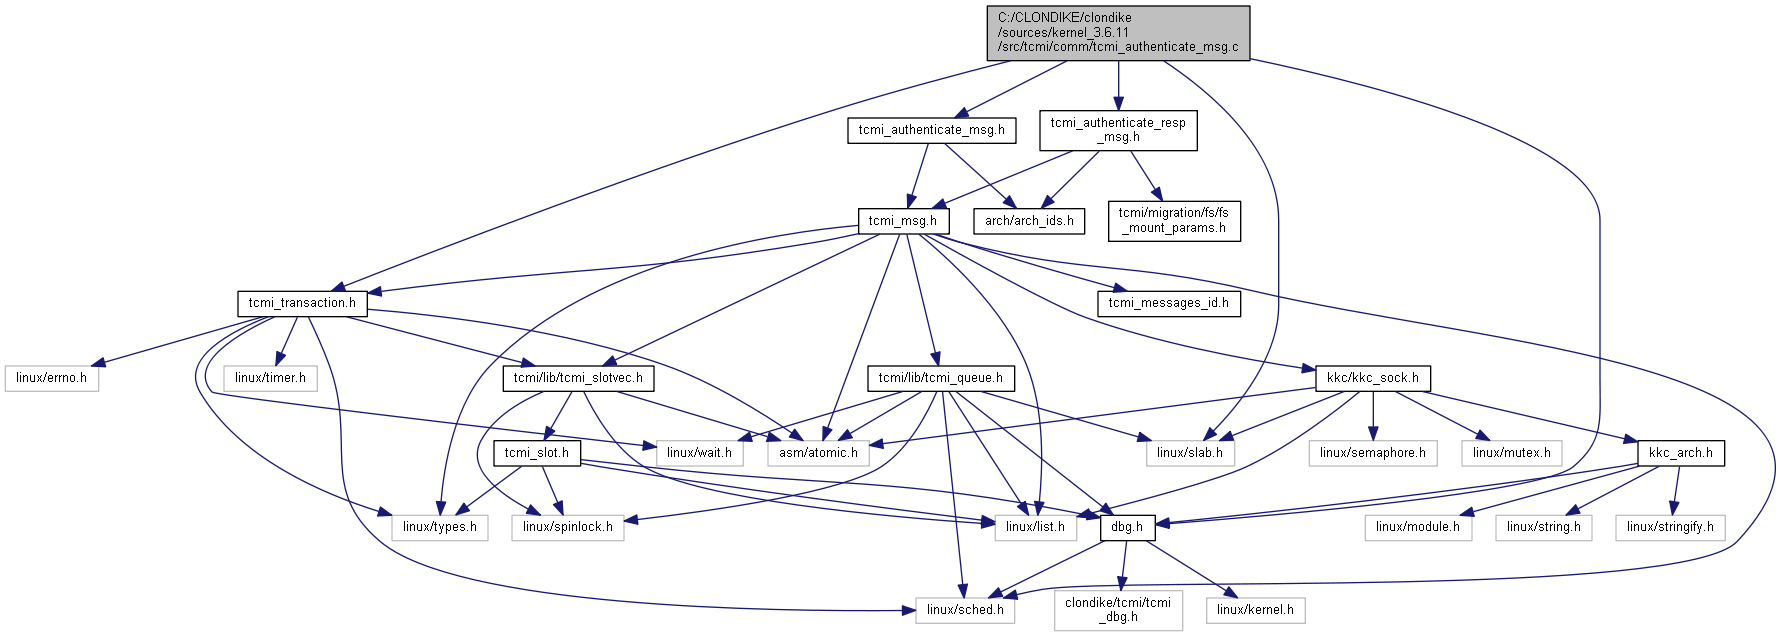 C:/CLONDIKE/clondike
/sources/kernel_3.6.11
/src/tcmi/comm/tcmi_authenticate_msg.c
tcmi_authenticate_msg.h
tcmi_authenticate_resp
_msg.h
tcmi_msg.h
arch/arch_ids.h
tcmi/migration/fs/fs
_mount_params.h
tcmi_transaction.h
tcmi_messages_id.h
linux/errno.h
linux/timer.h
tcmi/lib/tcmi_slotvec.h
tcmi/lib/tcmi_queue.h
kkc/kkc_sock.h
tcmi_slot.h
linux/wait.h
asm/atomic.h
linux/slab.h
linux/semaphore.h
linux/mutex.h
kkc_arch.h
linux/types.h
linux/spinlock.h
linux/list.h
dbg.h
linux/module.h
linux/string.h
linux/stringify.h
linux/sched.h
clondike/tcmi/tcmi
_dbg.h
linux/kernel.h